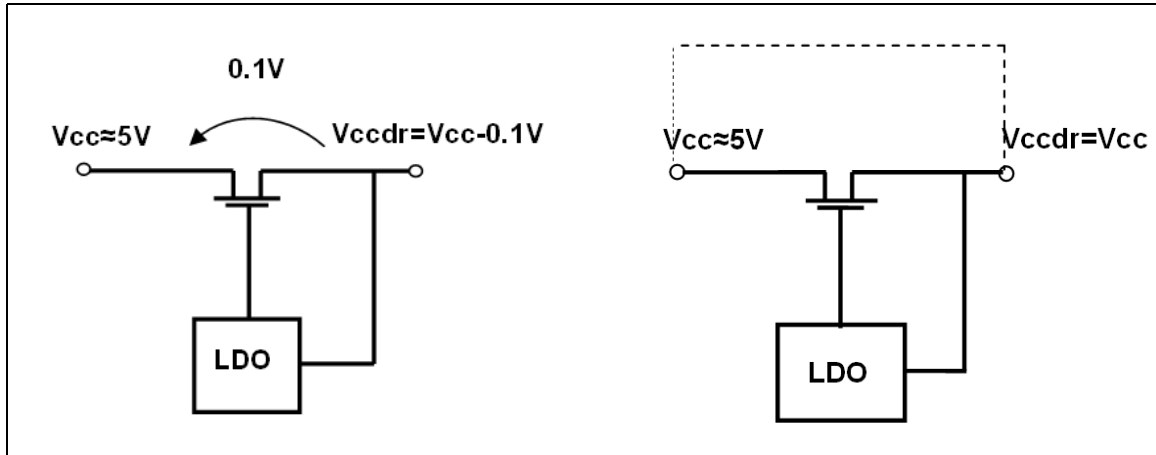 0.1V
Vcc≈5V
Vccdr=Vcc-0.1V
LDO
Vcc≈5V
Vccdr=Vcc
LDO